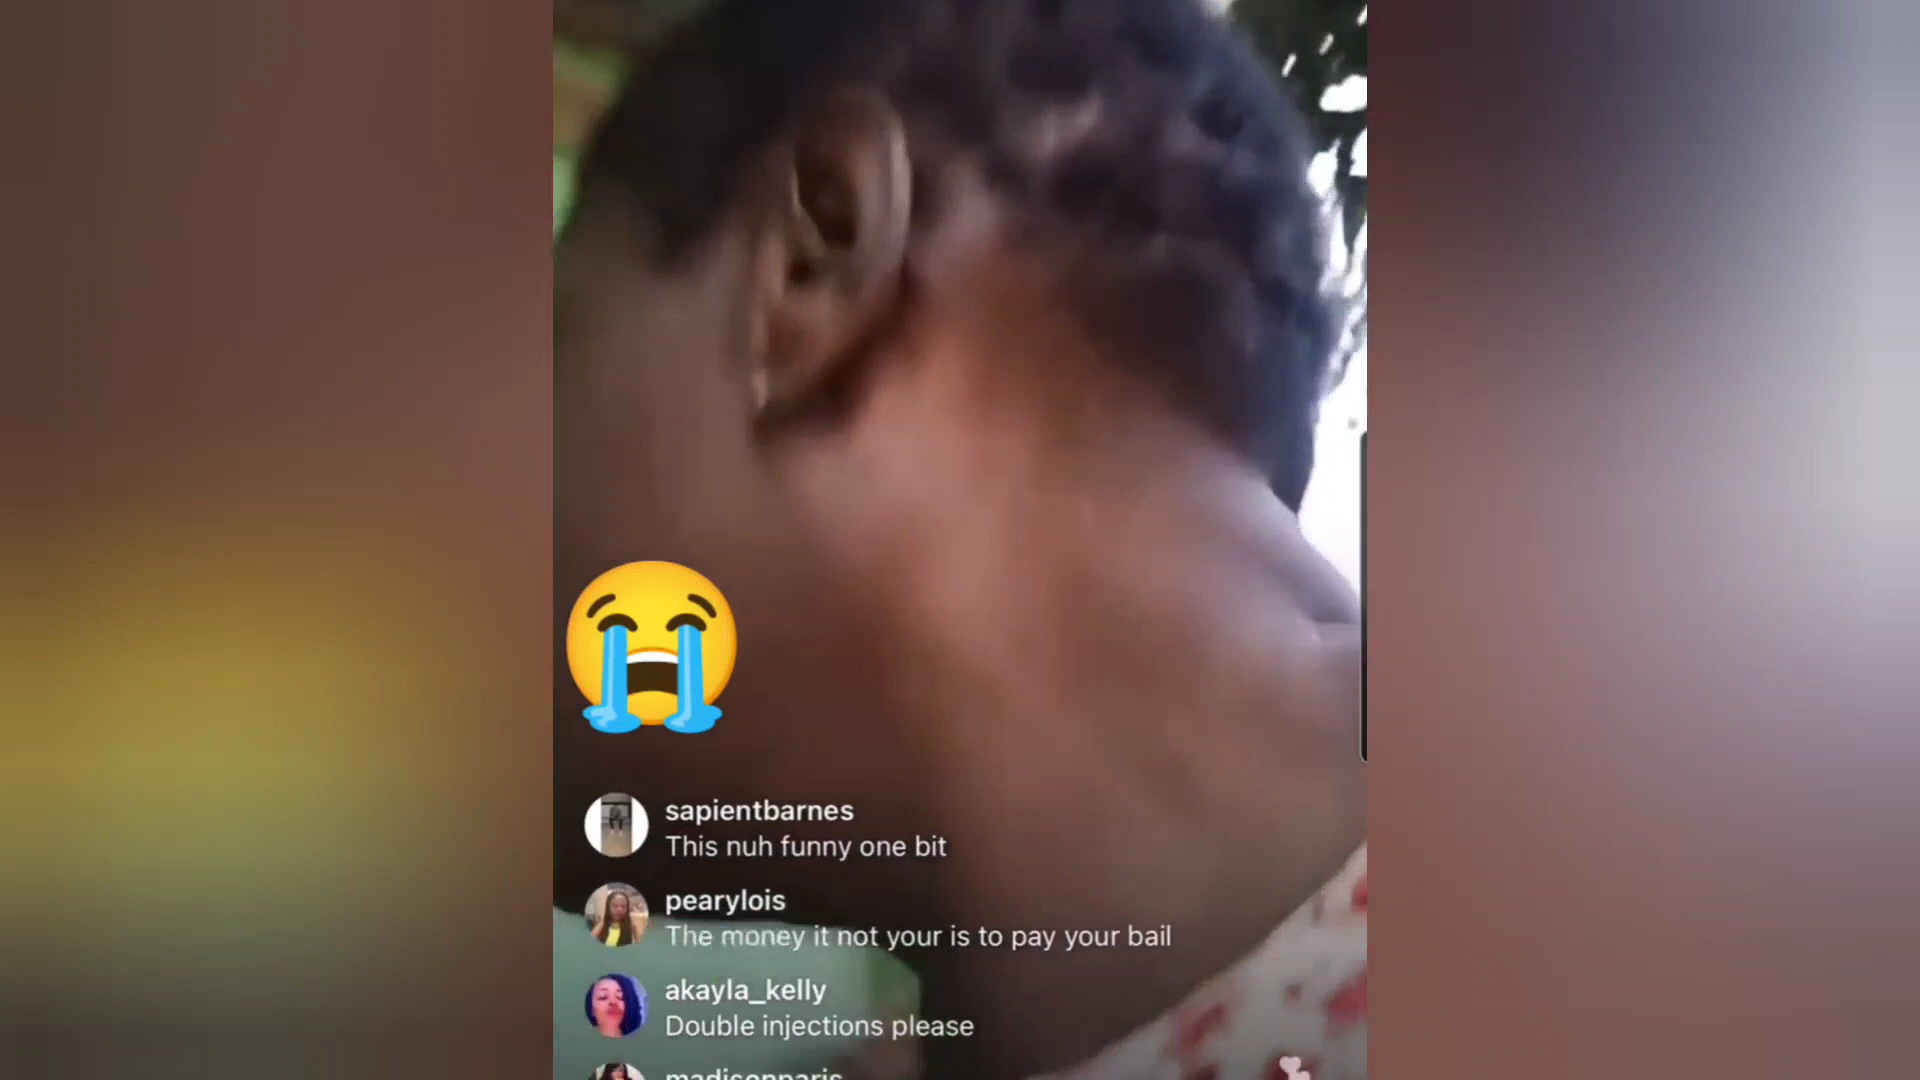 sapientbarnes
This nuh funny one bit
pearylois
The money it not your is to pay your bail
akayla_kelly
Double injections please
madisonparis